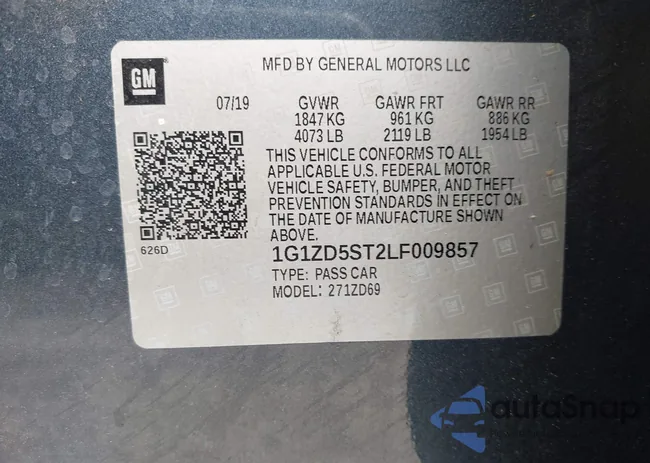 GM
MFD BY GENERAL MOTORS LLC
07/19 GVWR GAWR FRT GAWR RR
1847 KG 961 KG 886 KG
4073 LB 2119 LB 1954 LB
THIS VEHICLE CONFORMS TO ALL
APPLICABLE U.S. FEDERAL MOTOR
VEHICLE SAFETY, BUMPER, AND THEFT
PREVENTION STANDARDS IN EFFECT ON
THE DATE OF MANUFACTURE SHOWN
ABOVE.
626D
1G1ZD5ST2LF009857
TYPE: PASS CAR
MODEL: 271ZD69
autoSnap